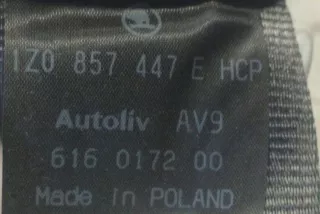 1Z0 857 447 E HCP
Autoliv AV9
616 0172 00
Made in POLAND